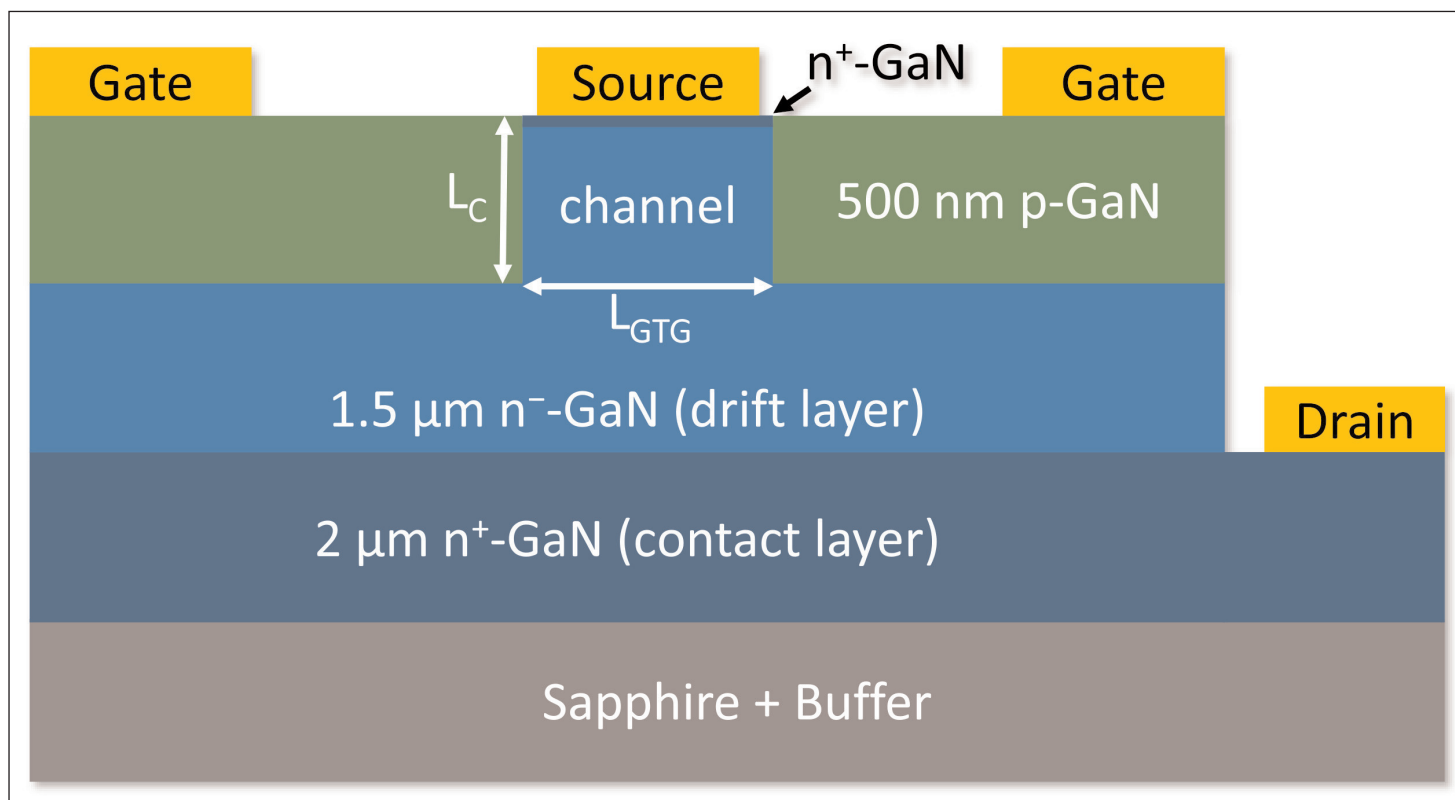 n⁺-GaN
Gate
Source
Gate
L_C
channel
500 nm p-GaN
L_GTG
1.5 μm n⁻-GaN (drift layer)
Drain
2 μm n⁺-GaN (contact layer)
Sapphire + Buffer